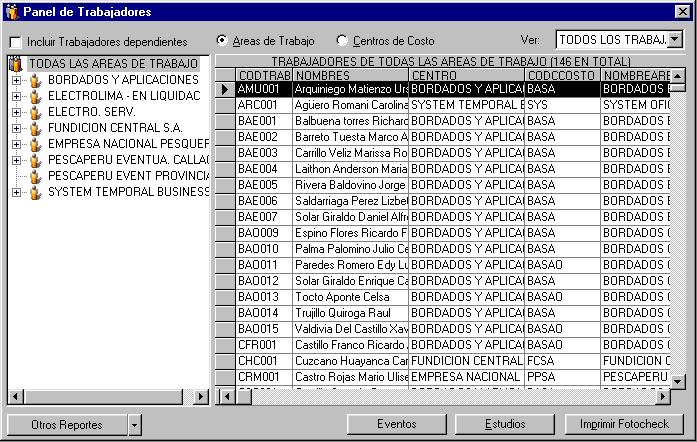 Panel de Trabajadores
Incluir Trabajadores dependientes
Areas de Trabajo
Centros de Costo
Ver:
TODOS LOS TRABAJ
TODAS LAS AREAS DE TRABAJO
BORDADOS Y APLICACIONES
ELECTROLIMA - EN LIQUIDAC
ELECTRO. SERV.
FUNDICION CENTRAL S.A.
EMPRESA NACIONAL PESQUER
PESCAPERU EVENTUA. CALLAO
PESCAPERU EVENT PROVINCIA
SYSTEM TEMPORAL BUSINESS
TRABAJADORES DE TODAS LAS AREAS DE TRABAJO (146 EN TOTAL)
CODTRAB NOMBRES CENTRO CODCCOSTO NOMBREARE
AMU001 Arquiniego Matienzo Urs BORDADOS Y APLICA BASA BORDADOS
ARC001 Agüero Romani Carolina SYSTEM TEMPORAL B SYS SYSTEM OFIC
BAE001 Balbuena torres Richard BORDADOS Y APLICA BASA BORDADOS
BAE002 Barreto Tuesta Marco A BORDADOS Y APLICA BASA BORDADOS
BAE003 Carrillo Veliz Marissa Ro BORDADOS Y APLICA BASA BORDADOS
BAE004 Laithon Anderson Maria BORDADOS Y APLICA BASA BORDADOS
BAE005 Rivera Baldovino Jorge BORDADOS Y APLICA BASA BORDADOS
BAE006 Saldarriaga Perez Lizbet BORDADOS Y APLICA BASA BORDADOS
BAE007 Solar Giraldo Daniel Alfre BORDADOS Y APLICA BASA BORDADOS
BAO009 Espino Flores Ricardo F BORDADOS Y APLICA BASA BORDADOS
BAO010 Palma Palomino Julio Ce BORDADOS Y APLICA BASA BORDADOS
BAO011 Paredes Romero Edy Lu BORDADOS Y APLICA BASAO BORDADOS
BAO012 Solar Giraldo Enrique Ca BORDADOS Y APLICA BASA BORDADOS
BAO013 Tocto Aponte Celsa BORDADOS Y APLICA BASAO BORDADOS
BAO014 Trujillo Quiroga Raul BORDADOS Y APLICA BASA BORDADOS
BAO015 Valdivia Del Castillo Xav BORDADOS Y APLICA BASAO BORDADOS
CFR001 Castillo Franco Ricardo BORDADOS Y APLICA BASAO BORDADOS
CHC001 Cuzcano Huayanca Car FUNDICION CENTRAL FCSA FUNDICION C
CRM001 Castro Rojas Mario Ulise EMPRESA NACIONAL PPSA PESCAPERU
Otros Reportes
Eventos
Estudios
Imprimir Fotocheck